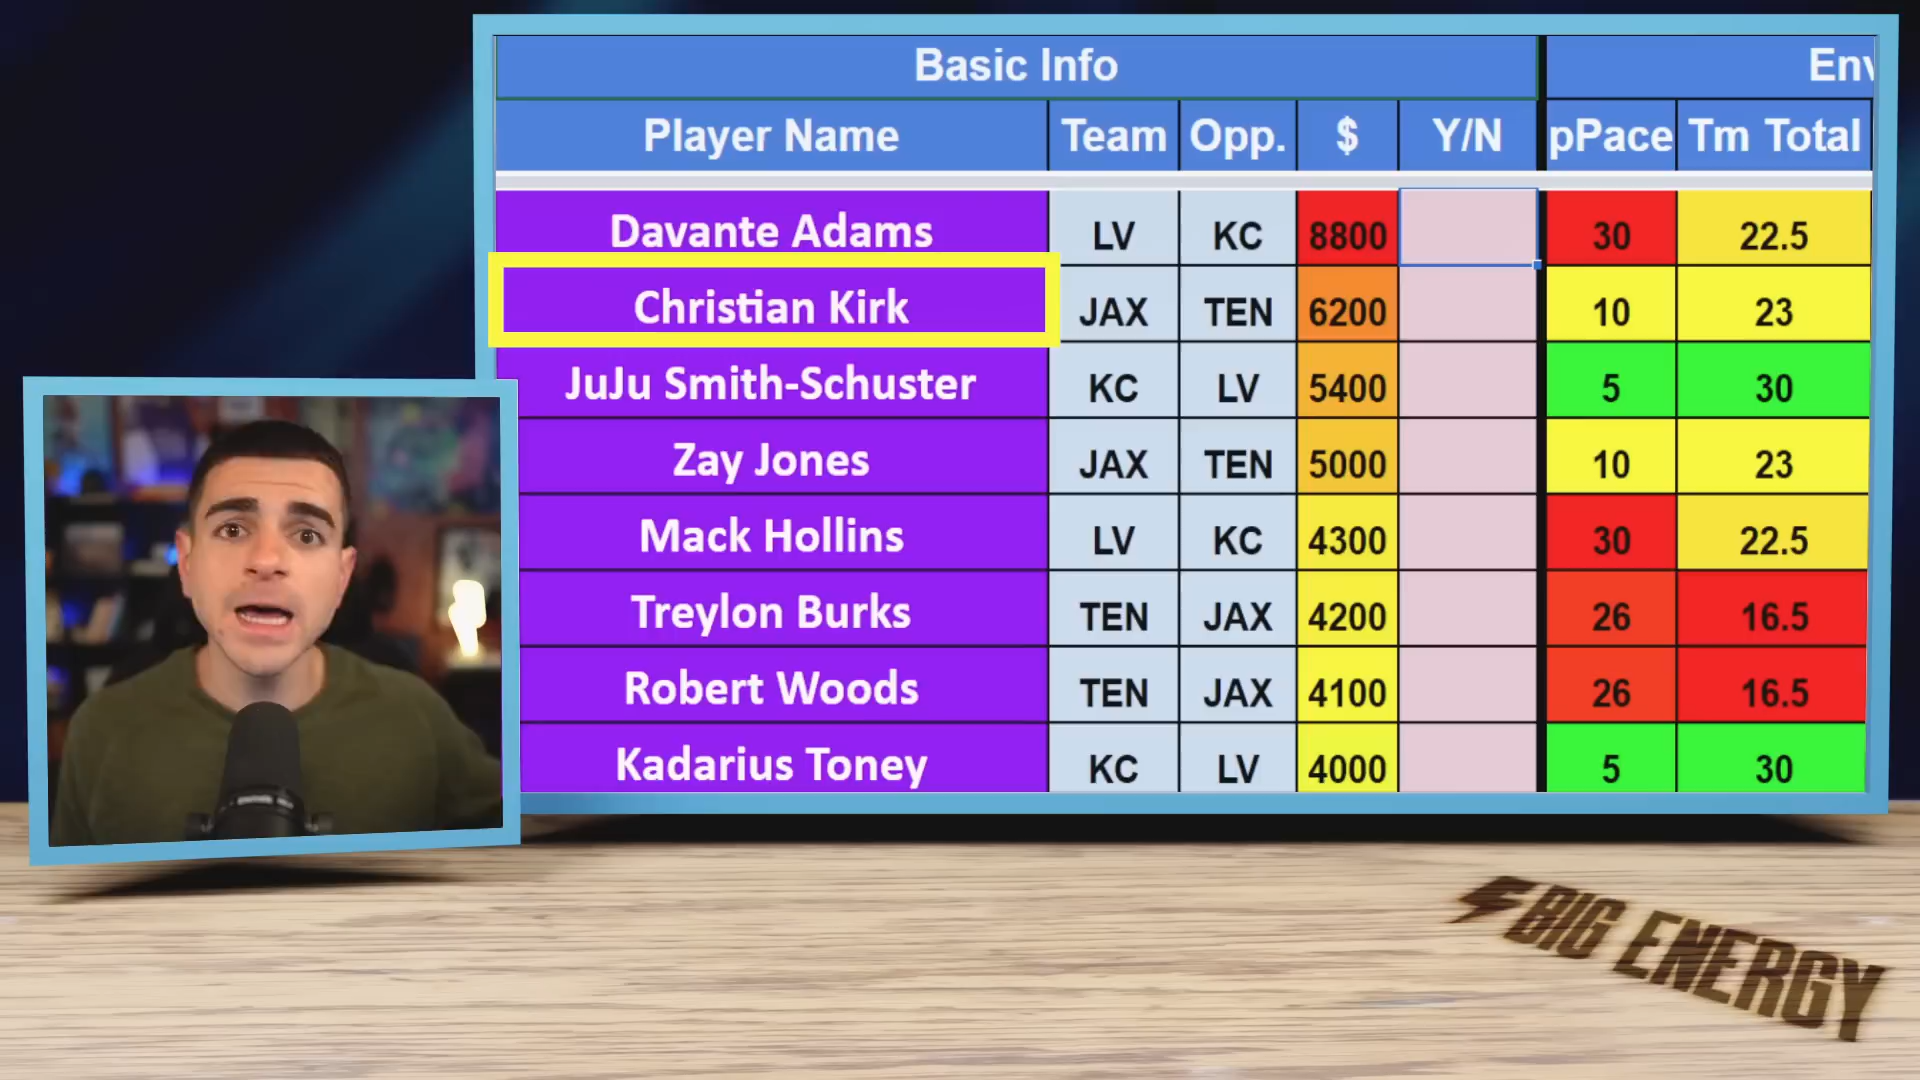 Basic Info Env
Player Name Team Opp. $ Y/N pPace Tm Total
Davante Adams LV KC 8800 30 22.5
Christian Kirk JAX TEN 6200 10 23
JuJu Smith-Schuster KC LV 5400 5 30
Zay Jones JAX TEN 5000 10 23
Mack Hollins LV KC 4300 30 22.5
Treylon Burks TEN JAX 4200 26 16.5
Robert Woods TEN JAX 4100 26 16.5
Kadarius Toney KC LV 4000 5 30
BIG ENERGY